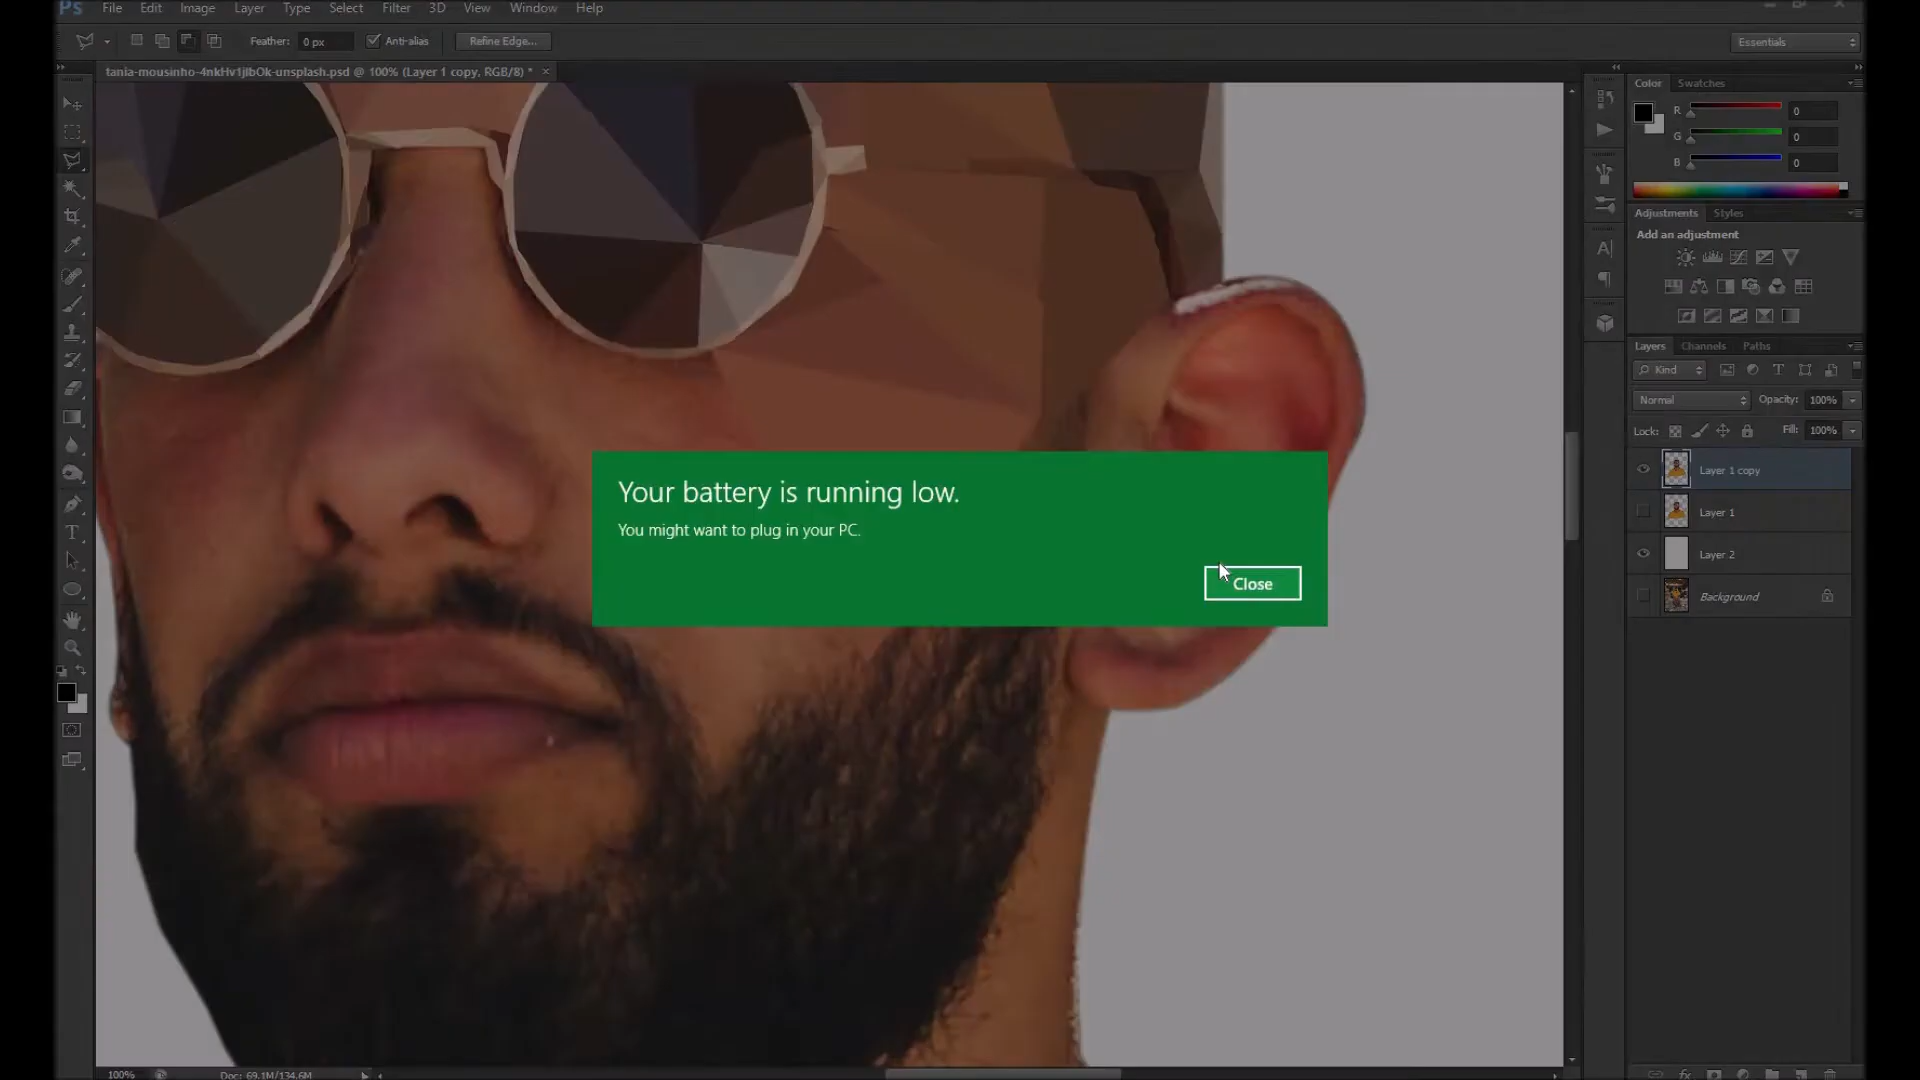 Ps File Edit Image Layer Type Select Filter 3D View Window Help
Feather: 0 px Anti-alias Refine Edge... Essentials
tania-mousinho-4nkHv1jlbOk-unsplash.psd @ 100% (Layer 1 copy, RGB/8) *
Color Swatches
R 0
G 0
B 0
Adjustments Styles
Add an adjustment
Layers Channels Paths
Kind
Normal Opacity: 100%
Lock: Fill: 100%
Layer 1 copy
Layer 1
Layer 2
Background
Your battery is running low.
You might want to plug in your PC.
Close
100% Doc: 69.1M/134.6M